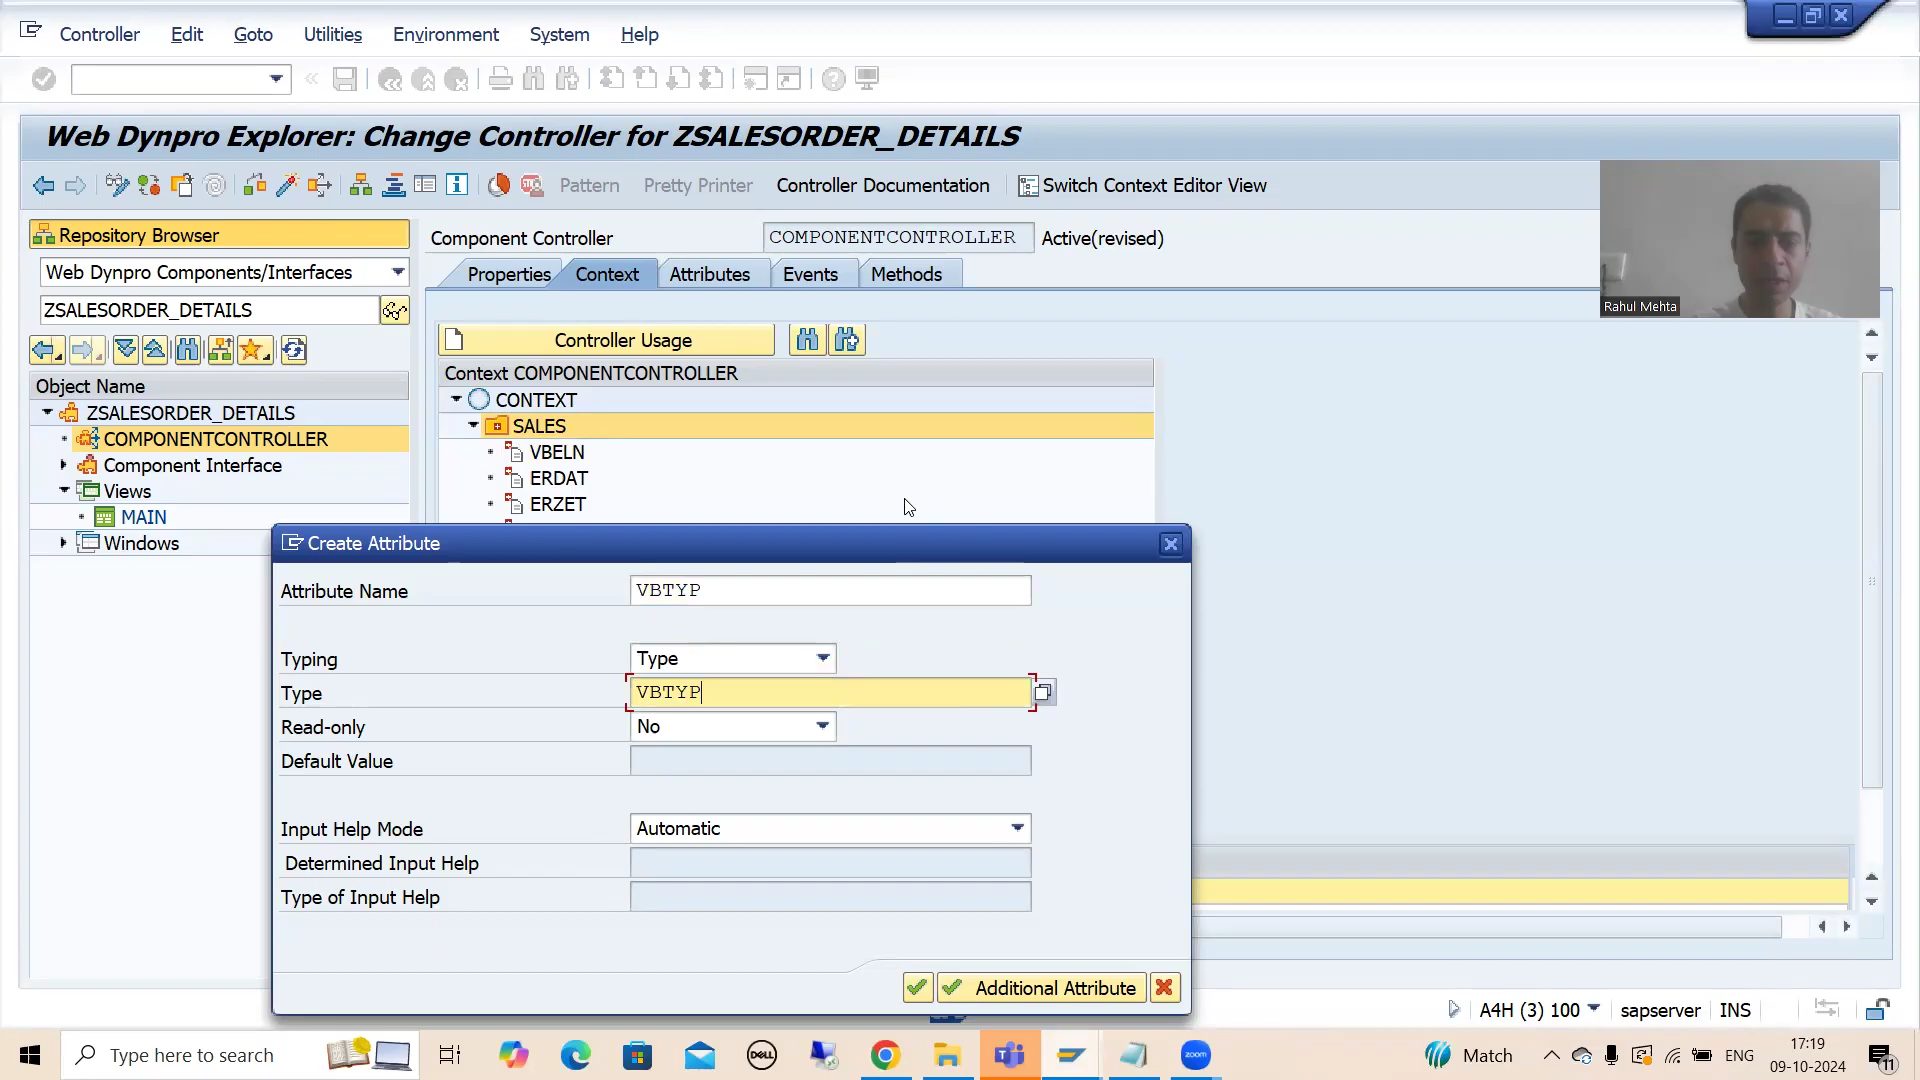 Controller Edit Goto Utilities Environment System Help
Web Dynpro Explorer: Change Controller for ZSALESORDER_DETAILS
Pattern Pretty Printer Controller Documentation Switch Context Editor View
Repository Browser
Web Dynpro Components/Interfaces
ZSALESORDER_DETAILS
Object Name
ZSALESORDER_DETAILS
COMPONENTCONTROLLER
Component Interface
Views
MAIN
Windows
Component Controller COMPONENTCONTROLLER Active(revised)
Properties Context Attributes Events Methods
Controller Usage
Context COMPONENTCONTROLLER
CONTEXT
SALES
VBELN
ERDAT
ERZET
Rahul Mehta
Create Attribute
Attribute Name VBTYP
Typing Type
Type VBTYP
Read-only No
Default Value
Input Help Mode Automatic
Determined Input Help
Type of Input Help
Additional Attribute
A4H (3) 100 sapserver INS
Type here to search
DELL
zoom
Match
ENG
17:19
09-10-2024
11